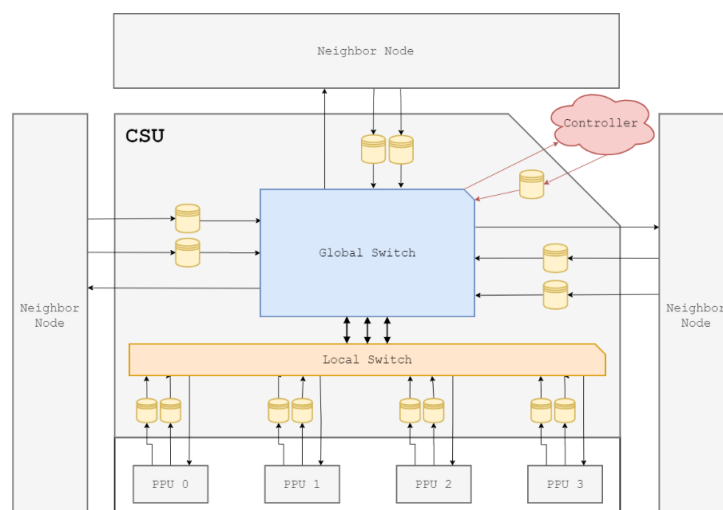 Neighbor Node
CSU
Controller
Global Switch
Neighbor
Node
Neighbor
Node
Local Switch
PPU 0
PPU 1
PPU 2
PPU 3